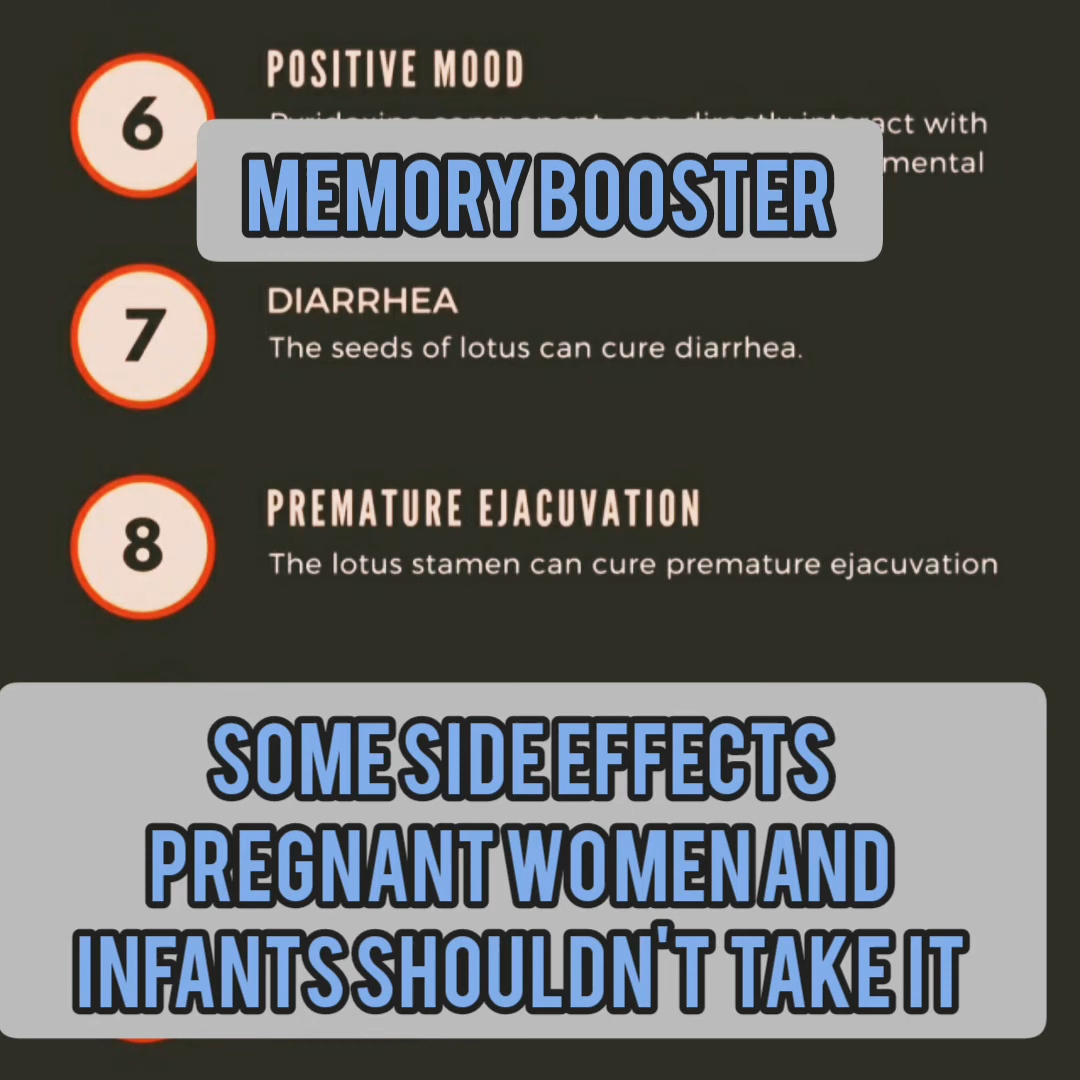 6
POSITIVE MOOD
with
mental
MEMORY BOOSTER
7
DIARRHEA
The seeds of lotus can cure diarrhea.
8
PREMATURE EJACUVATION
The lotus stamen can cure premature ejacuvation
SOME SIDE EFFECTS
PREGNANT WOMEN AND
INFANTS SHOULDN'T TAKE IT